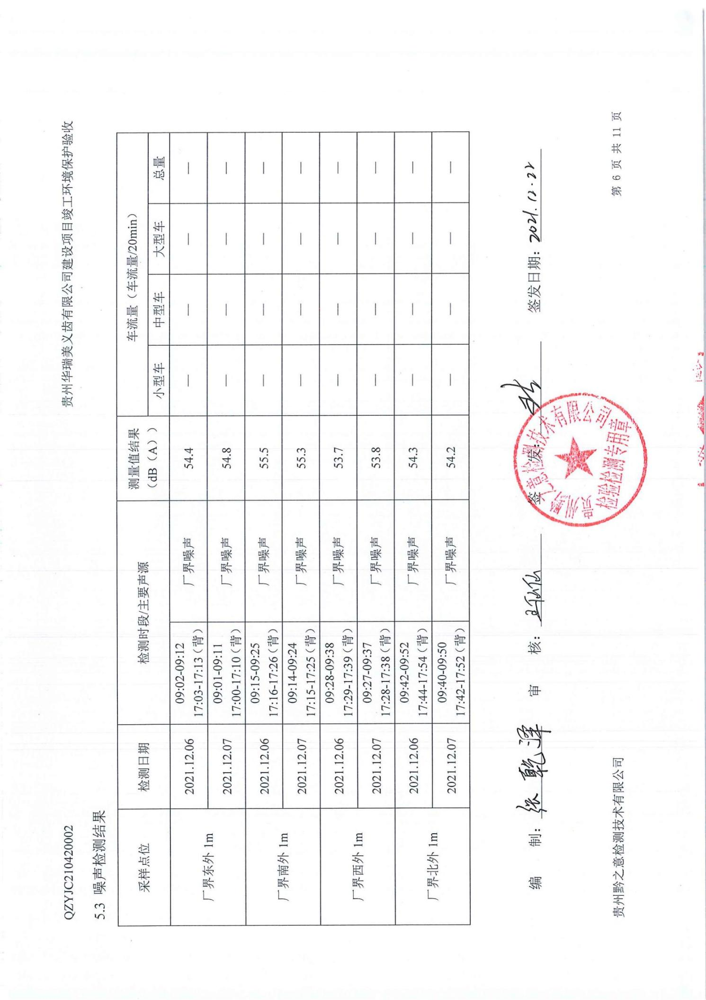 QZYJC210420002 贵州华瑞美义齿有限公司建设项目竣工环境保护验收
5.3 噪声检测结果
采样点位 检测日期 检测时段/主要声源 测量值结果（dB（A）） 车流量（车流量/20min）
小型车 中型车 大型车 总量
厂界东外 1m 2021.12.06 09:02-09:12 17:03-17:13（背） 厂界噪声 54.4 — — — —
2021.12.07 09:01-09:11 17:00-17:10（背） 厂界噪声 54.8 — — — —
厂界南外 1m 2021.12.06 09:15-09:25 17:16-17:26（背） 厂界噪声 55.5 — — — —
2021.12.07 09:14-09:24 17:15-17:25（背） 厂界噪声 55.3 — — — —
厂界西外 1m 2021.12.06 09:28-09:38 17:29-17:39（背） 厂界噪声 53.7 — — — —
2021.12.07 09:27-09:37 17:28-17:38（背） 厂界噪声 53.8 — — — —
厂界北外 1m 2021.12.06 09:42-09:52 17:44-17:54（背） 厂界噪声 54.3 — — — —
2021.12.07 09:40-09:50 17:42-17:52（背） 厂界噪声 54.2 — — — —
编 制： 张乾泽 审 核： 签 发： 签发日期：2021.12.22
贵州黔之意检测技术有限公司
检验检测专用章
贵州黔之意检测技术有限公司 第 6 页 共 11 页